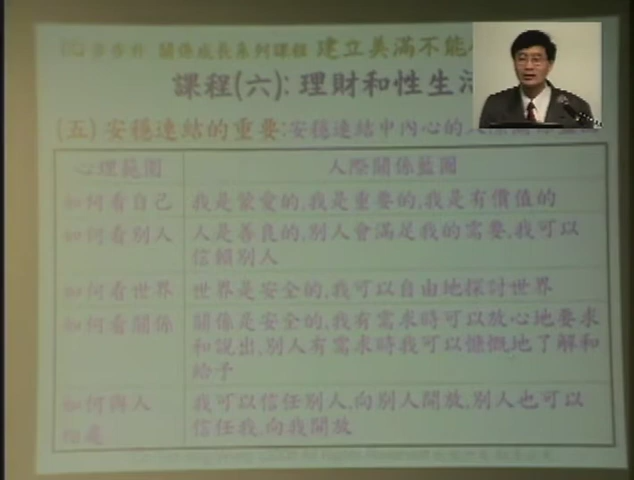 關係成長系列課程 建立美滿不能
課程(六):理財和性生活
(五)安穩連結的重要:安穩連結中內心的人際關係
心理範圍 人際關係藍圖
如何看自己 我是蒙愛的,我是重要的,我是有價值的
如何看別人 人是善良的,別人會滿足我的需要,我可以
信賴別人
如何看世界 世界是安全的,我可以自由地探討世界
如何看關係 關係是安全的,我有需求時可以放心地要求
和說出,別人有需求時我可以慷慨地了解和
給予
如何與人 我可以信任別人,向別人開放,別人也可以
相處 信任我,向我開放